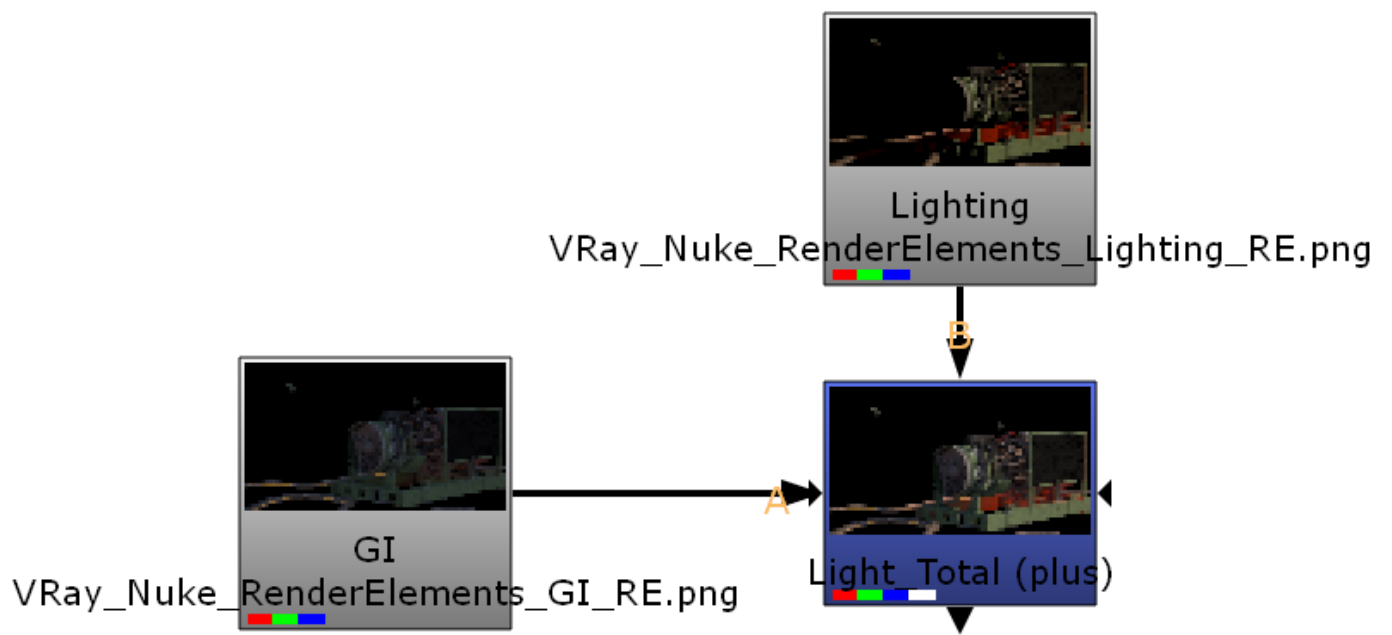 Lighting
VRay_Nuke_RenderElements_Lighting_RE.png
B
A
GI
VRay_Nuke_RenderElements_GI_RE.png
Light_Total (plus)